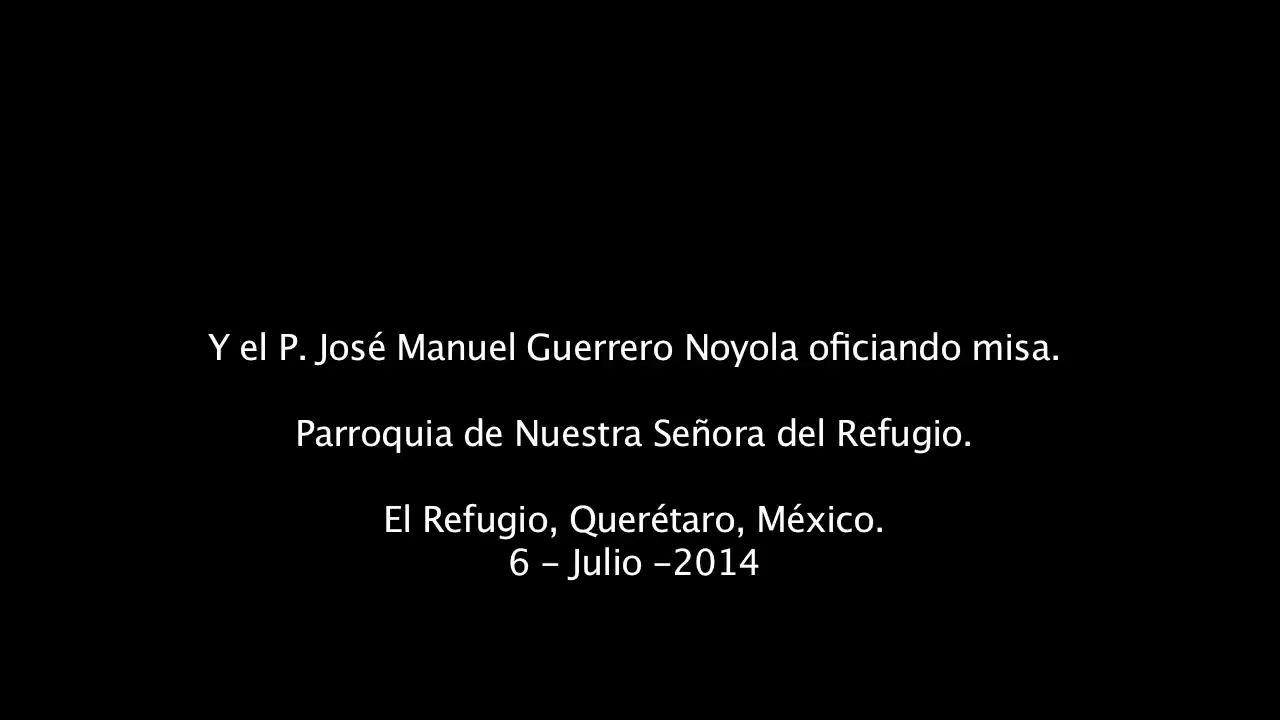 Y el P. José Manuel Guerrero Noyola oficiando misa.
Parroquia de Nuestra Señora del Refugio.
El Refugio, Querétaro, México.
6 - Julio -2014